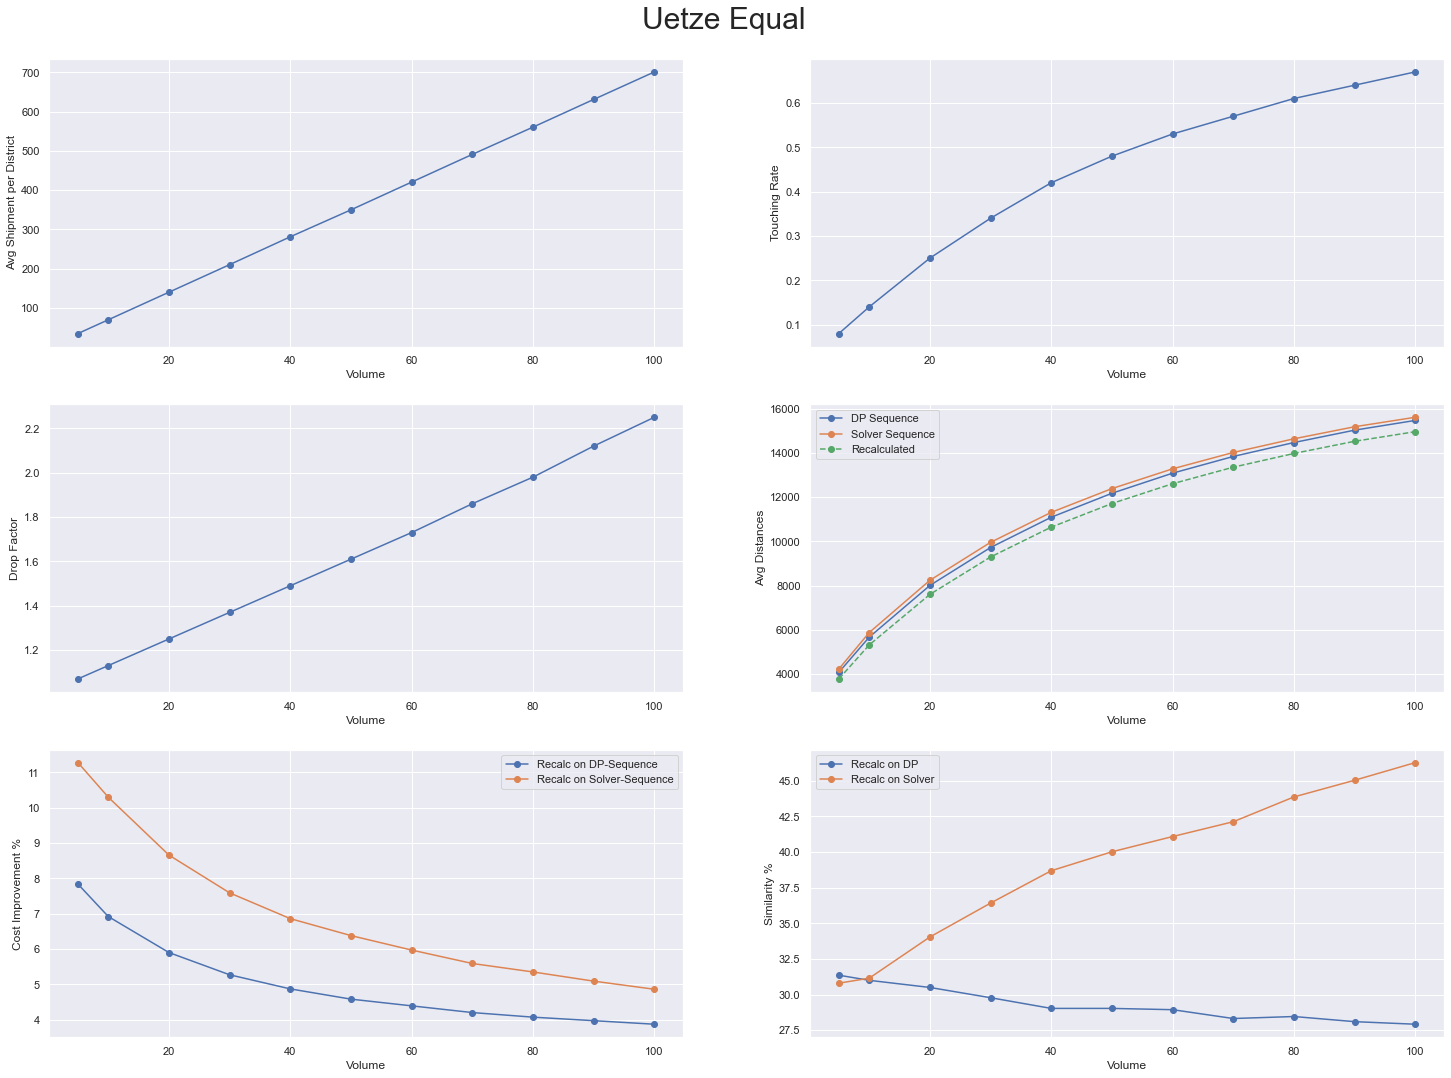 Uetze Equal
Avg Shipment per District
700
600
500
400
300
200
100
20 40 60 80 100
Volume
Touching Rate
0.6
0.5
0.4
0.3
0.2
0.1
20 40 60 80 100
Volume
Drop Factor
2.2
2.0
1.8
1.6
1.4
1.2
20 40 60 80 100
Volume
Avg Distances
16000
14000
12000
10000
8000
6000
4000
DP Sequence
Solver Sequence
Recalculated
20 40 60 80 100
Volume
Cost Improvement %
11
10
9
8
7
6
5
4
Recalc on DP-Sequence
Recalc on Solver-Sequence
20 40 60 80 100
Volume
Similarity %
45.0
42.5
40.0
37.5
35.0
32.5
30.0
27.5
Recalc on DP
Recalc on Solver
20 40 60 80 100
Volume